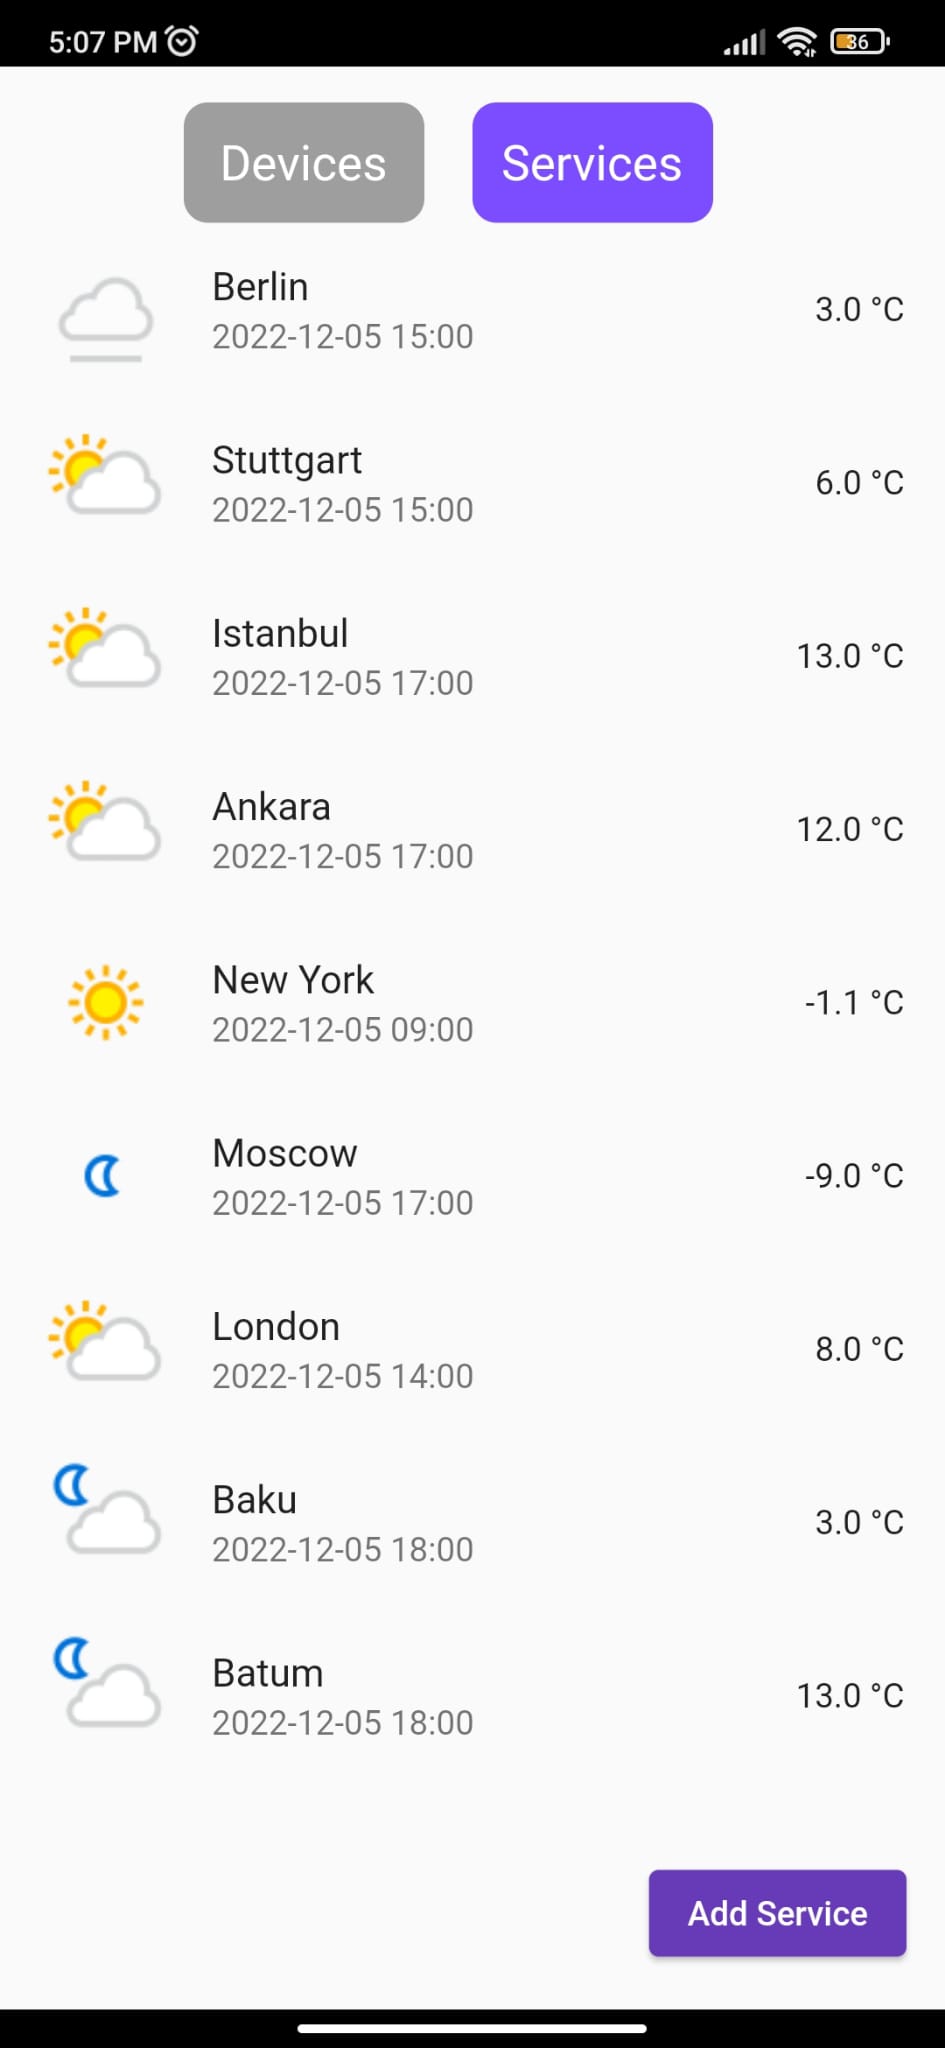 5:07 PM
36
Devices
Services
Berlin
2022-12-05 15:00
3.0 °C
Stuttgart
2022-12-05 15:00
6.0 °C
Istanbul
2022-12-05 17:00
13.0 °C
Ankara
2022-12-05 17:00
12.0 °C
New York
2022-12-05 09:00
-1.1 °C
Moscow
2022-12-05 17:00
-9.0 °C
London
2022-12-05 14:00
8.0 °C
Baku
2022-12-05 18:00
3.0 °C
Batum
2022-12-05 18:00
13.0 °C
Add Service